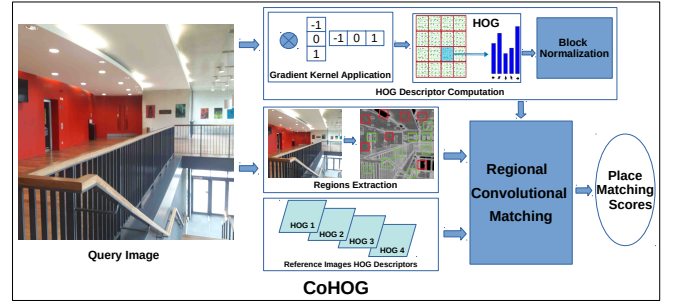 -1
0
1
-1 0 1
Gradient Kernel Application
HOG
Block
Normalization
HOG Descriptor Computation
Regions Extraction
HOG 1
HOG 2
HOG 3
HOG 4
Reference Images HOG Descriptors
Regional
Convolutional
Matching
Place
Matching
Scores
Query Image
CoHOG